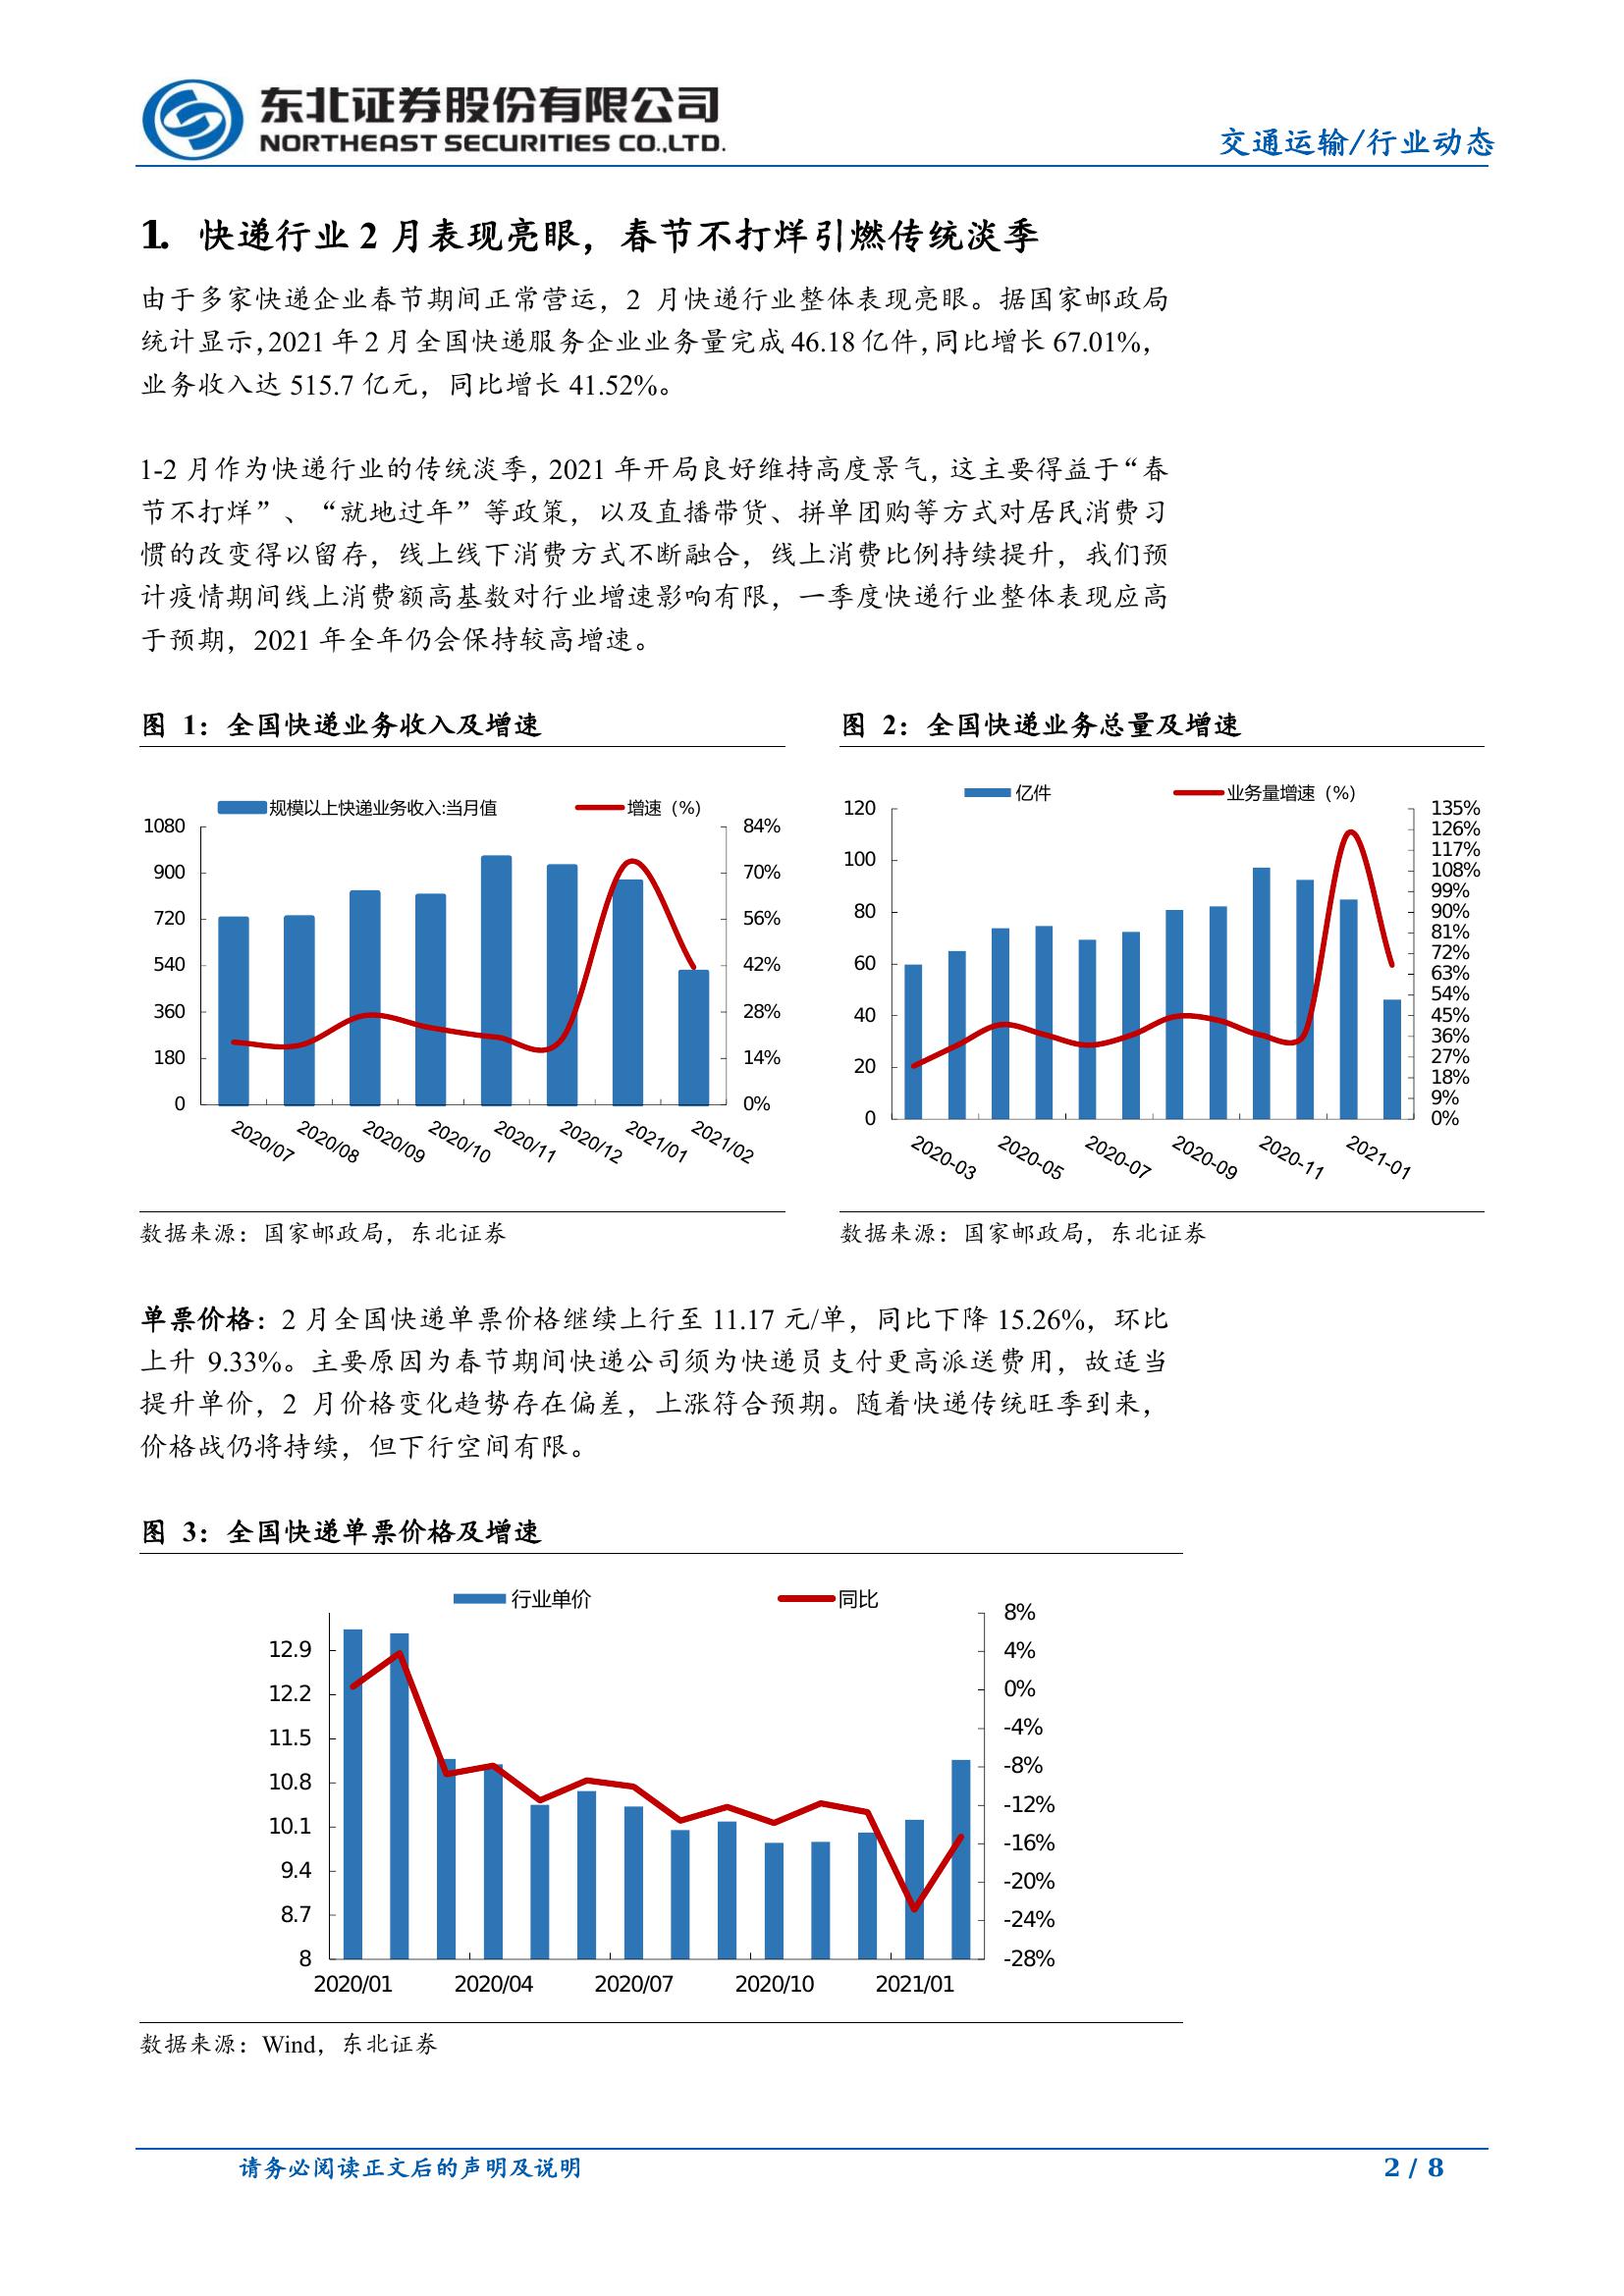 东北证券股份有限公司
NORTHEAST SECURITIES CO.,LTD.
交通运输/行业动态
1. 快递行业 2 月表现亮眼，春节不打烊引燃传统淡季
由于多家快递企业春节期间正常营运，2 月快递行业整体表现亮眼。据国家邮政局
统计显示，2021 年 2 月全国快递服务企业业务量完成 46.18 亿件，同比增长 67.01%，
业务收入达 515.7 亿元，同比增长 41.52%。
1-2 月作为快递行业的传统淡季，2021 年开局良好维持高度景气，这主要得益于“春
节不打烊”、“就地过年”等政策，以及直播带货、拼单团购等方式对居民消费习
惯的改变得以留存，线上线下消费方式不断融合，线上消费比例持续提升，我们预
计疫情期间线上消费额高基数对行业增速影响有限，一季度快递行业整体表现应高
于预期，2021 年全年仍会保持较高增速。
图 1：全国快递业务收入及增速
规模以上快递业务收入:当月值 增速（%）
1080 84%
900 70%
720 56%
540 42%
360 28%
180 14%
0 0%
2020/07 2020/08 2020/09 2020/10 2020/11 2020/12 2021/01 2021/02
数据来源：国家邮政局，东北证券
图 2：全国快递业务总量及增速
亿件 业务量增速（%）
120
100
80
60
40
20
0
135%
126%
117%
108%
99%
90%
81%
72%
63%
54%
45%
36%
27%
18%
9%
0%
2020-03 2020-05 2020-07 2020-09 2020-11 2021-01
数据来源：国家邮政局，东北证券
单票价格：2 月全国快递单票价格继续上行至 11.17 元/单，同比下降 15.26%，环比
上升 9.33%。主要原因为春节期间快递公司须为快递员支付更高派送费用，故适当
提升单价，2 月价格变化趋势存在偏差，上涨符合预期。随着快递传统旺季到来，
价格战仍将持续，但下行空间有限。
图 3：全国快递单票价格及增速
行业单价 同比
12.9
12.2
11.5
10.8
10.1
9.4
8.7
8
8%
4%
0%
-4%
-8%
-12%
-16%
-20%
-24%
-28%
2020/01 2020/04 2020/07 2020/10 2021/01
数据来源：Wind，东北证券
请务必阅读正文后的声明及说明
2 / 8